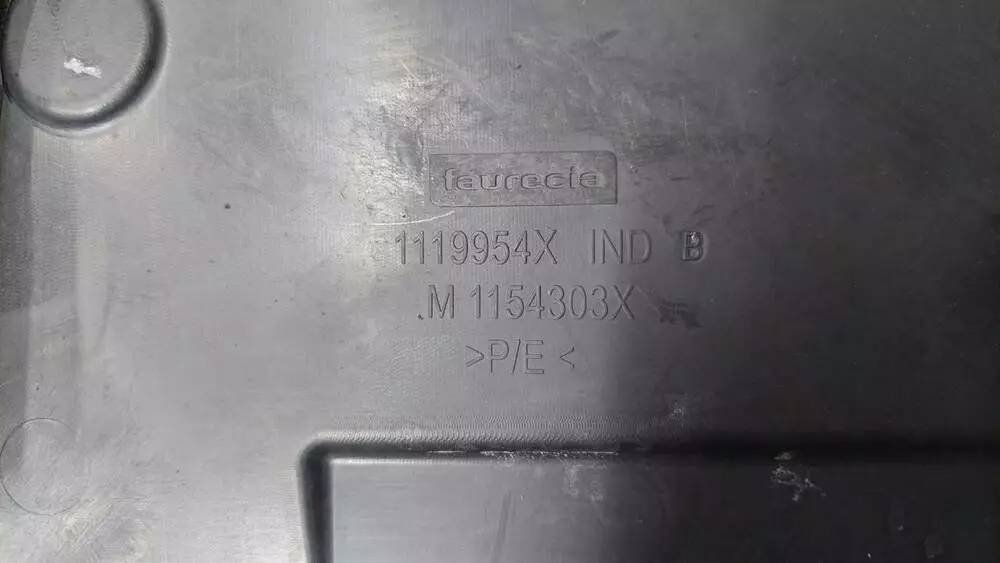 faurecia
1119954X IND B
M 1154303X
>P/E<